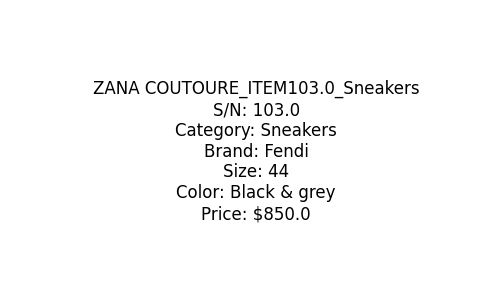 ZANA COUTOURE_ITEM103.0_Sneakers
S/N: 103.0
Category: Sneakers
Brand: Fendi
Size: 44
Color: Black & grey
Price: $850.0